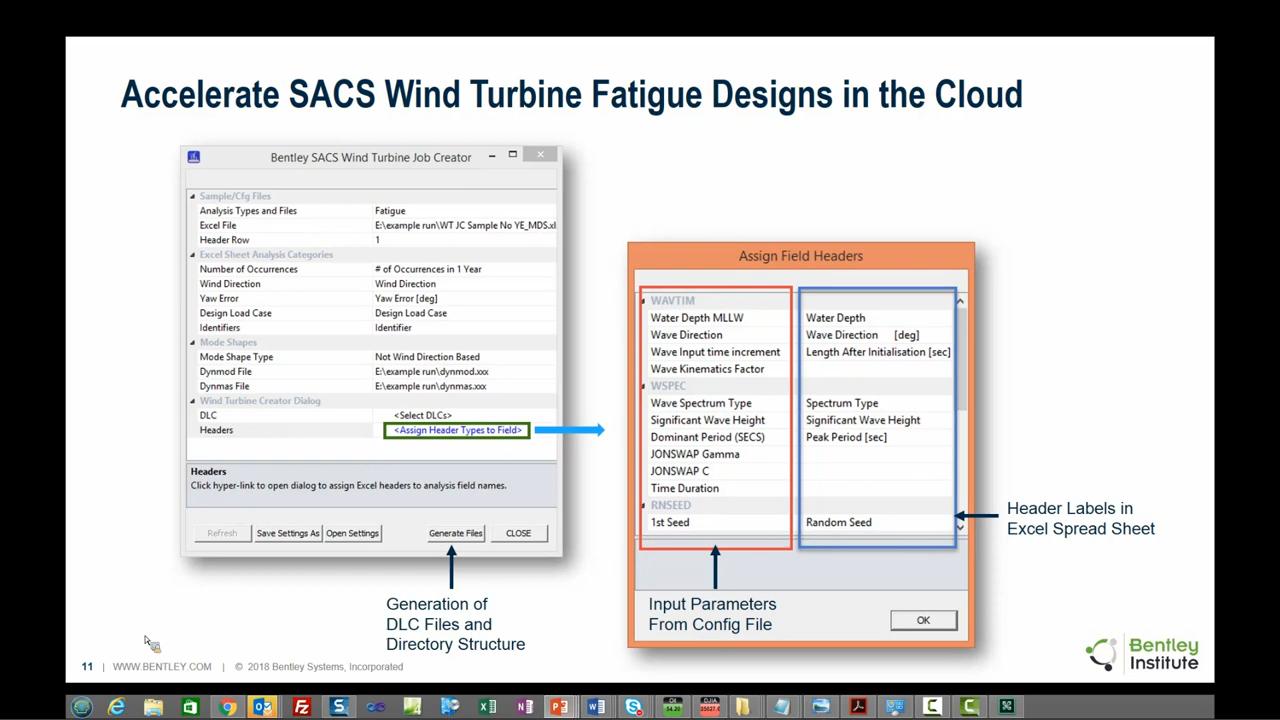 Accelerate SACS Wind Turbine Fatigue Designs in the Cloud
Bentley SACS Wind Turbine Job Creator
Sample/Cfg Files
Analysis Types and Files Fatigue
Excel File E:\example run\WT JC Sample No YE_MDS.xl
Header Row 1
Excel Sheet Analysis Categories
Number of Occurrences # of Occurrences in 1 Year
Wind Direction Wind Direction
Yaw Error Yaw Error [deg]
Design Load Case Design Load Case
Identifiers Identifier
Mode Shapes
Mode Shape Type Not Wind Direction Based
Dynmod File E:\example run\dynmod.xxx
Dynmas File E:\example run\dynmas.xxx
Wind Turbine Creator Dialog
DLC <Select DLCs>
Headers <Assign Header Types to Field>
Headers
Click hyper-link to open dialog to assign Excel headers to analysis field names.
Refresh Save Settings As Open Settings Generate Files CLOSE
Generation of
DLC Files and
Directory Structure
Assign Field Headers
WAVTIM
Water Depth MLLW Water Depth
Wave Direction Wave Direction [deg]
Wave Input time increment Length After Initialisation [sec]
Wave Kinematics Factor
WSPEC
Wave Spectrum Type Spectrum Type
Significant Wave Height Significant Wave Height
Dominant Period (SECS) Peak Period [sec]
JONSWAP Gamma
JONSWAP C
Time Duration
RNSEED
1st Seed Random Seed
Input Parameters
From Config File
OK
Header Labels in
Excel Spread Sheet
11 | WWW.BENTLEY.COM | © 2018 Bentley Systems, Incorporated
Bentley
Institute